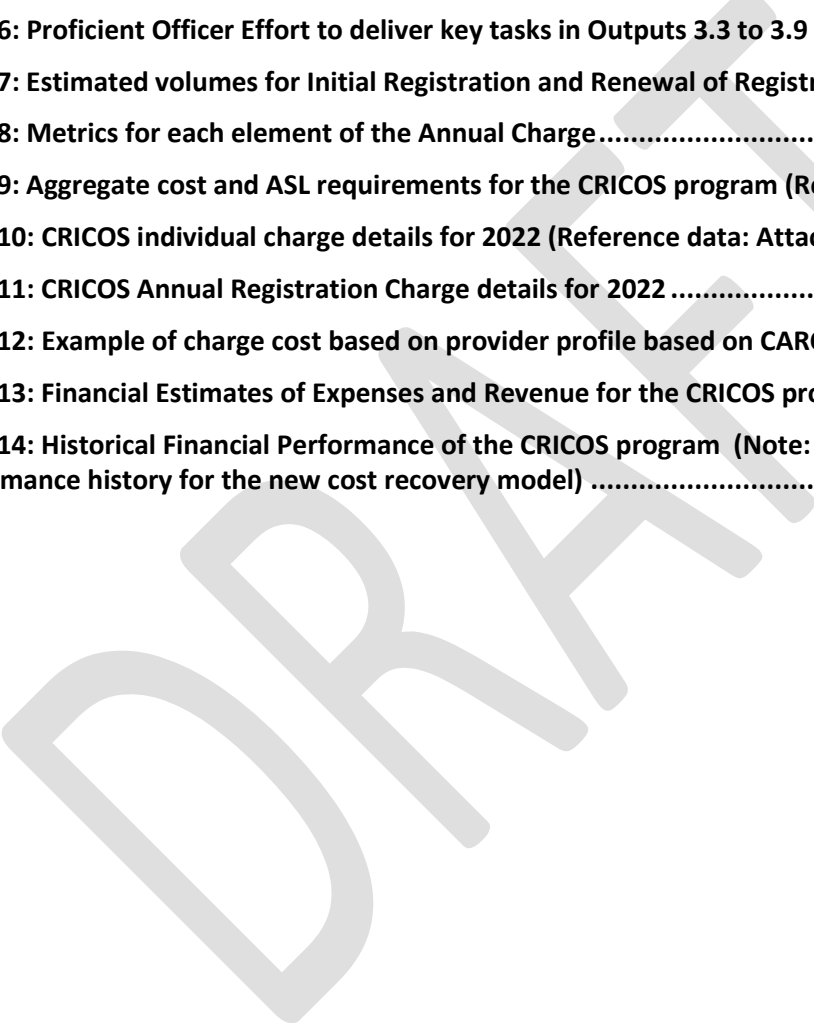 6: Proficient Officer Effort to deliver key tasks in Outputs 3.3 to 3.9
7: Estimated volumes for Initial Registration and Renewal of Registr
8: Metrics for each element of the Annual Charge............................
9: Aggregate cost and ASL requirements for the CRICOS program (Re
10: CRICOS individual charge details for 2022 (Reference data: Attac
11: CRICOS Annual Registration Charge details for 2022..................
12: Example of charge cost based on provider profile based on CARC
13: Financial Estimates of Expenses and Revenue for the CRICOS pro
14: Historical Financial Performance of the CRICOS program (Note:
mance history for the new cost recovery model).............................
DRAFT